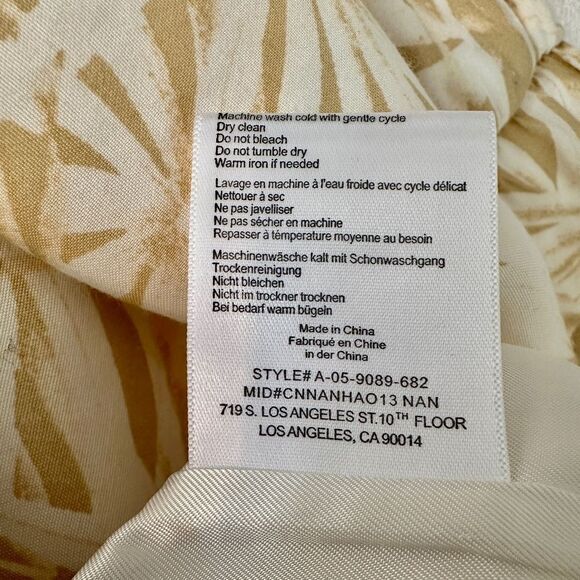 Machine wash cold with gentle cycle
Dry clean
Do not bleach
Do not tumble dry
Warm iron if needed
Lavage en machine à l'eau froide avec cycle délicat
Nettouer à sec
Ne pas javelliser
Ne pas sécher en machine
Repasser à témpérature moyenne au besoin
Maschinenwäsche kalt mit Schonwaschgang
Trockenreinigung
Nicht bleichen
Nicht im trockner trocknen
Bei bedarf warm bügeln
Made in China
Fabriqué en Chine
in der China
STYLE# A-05-9089-682
MID#CNNANHAO13 NAN
719 S. LOS ANGELES ST.10TH FLOOR
LOS ANGELES, CA 90014